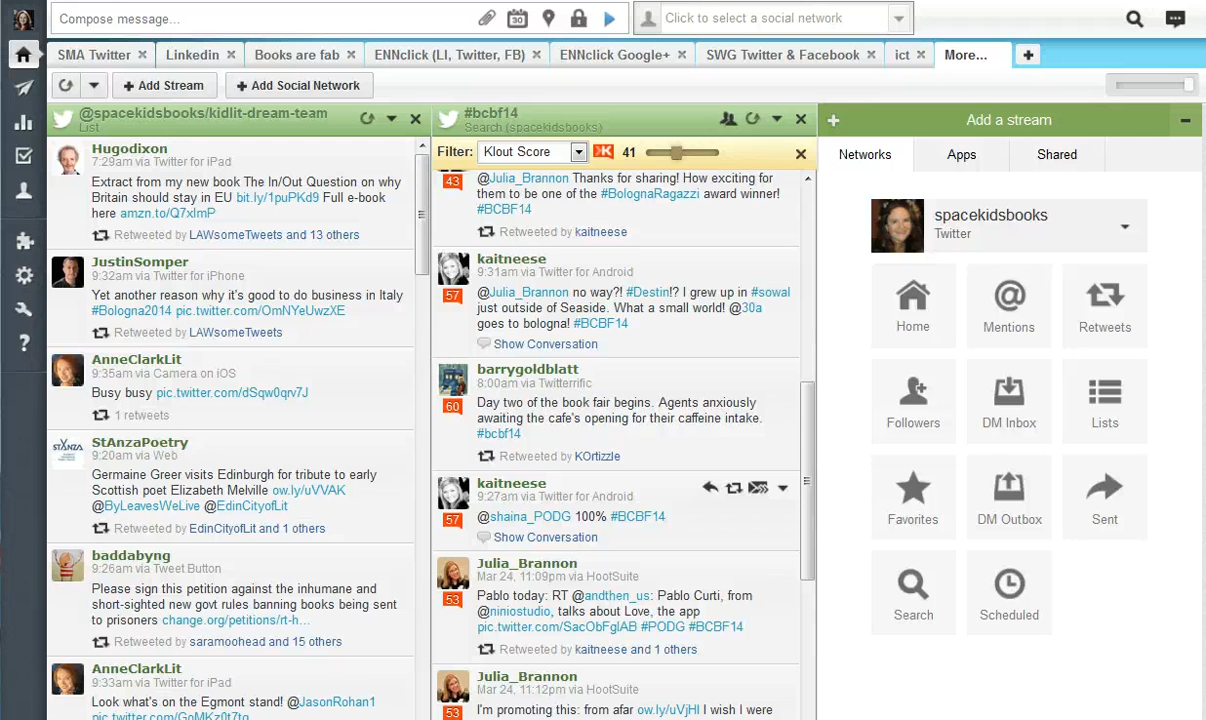 Compose message...
30
Click to select a social network
SMA Twitter
Linkedin
Books are fab
ENNclick (LI, Twitter, FB)
ENNclick Google+
SWG Twitter & Facebook
ict
More...
Add Stream
Add Social Network
@spacekidsbooks/kidlit-dream-team
List
Hugodixon
7:29am via Twitter for iPad
Extract from my new book The In/Out Question on why
Britain should stay in EU bit.ly/1puPKd9 Full e-book
here amzn.to/Q7xlmP
Retweeted by LAWsomeTweets and 13 others
JustinSomper
9:32am via Twitter for iPhone
Yet another reason why it's good to do business in Italy
#Bologna2014 pic.twitter.com/OmNYeUwzXE
Retweeted by LAWsomeTweets
AnneClarkLit
9:35am via Camera on iOS
Busy busy pic.twitter.com/dSqw0qrv7J
1 retweets
STANZA
StAnzaPoetry
9:20am via Web
Germaine Greer visits Edinburgh for tribute to early
Scottish poet Elizabeth Melville ow.ly/uVVAK
@ByLeavesWeLive @EdinCityofLit
Retweeted by EdinCityofLit and 1 others
baddabyng
9:26am via Tweet Button
Please sign this petition against the inhumane and
short-sighted new govt rules banning books being sent
to prisoners change.org/petitions/rt-h...
Retweeted by saramoohead and 15 others
AnneClarkLit
9:33am via Twitter for iPad
Look what's on the Egmont stand! @JasonRohan1
pic.twitter.com/GoMKz0t7tq
#bcbf14
Search (spacekidsbooks)
Filter:
Klout Score
41
43
@Julia_Brannon Thanks for sharing! How exciting for
them to be one of the #BolognaRagazzi award winner!
#BCBF14
Retweeted by kaitneese
kaitneese
9:31am via Twitter for Android
57
@Julia_Brannon no way?! #Destin!? I grew up in #sowal
just outside of Seaside. What a small world! @30a
goes to bologna! #BCBF14
Show Conversation
barrygoldblatt
8:00am via Twitterrific
60
Day two of the book fair begins. Agents anxiously
awaiting the cafe's opening for their caffeine intake.
#bcbf14
Retweeted by KOrtizzle
kaitneese
9:27am via Twitter for Android
57
@shaina_PODG 100% #BCBF14
Show Conversation
Julia_Brannon
Mar 24, 11:09pm via HootSuite
53
Pablo today: RT @andthen_us: Pablo Curti, from
@niniostudio, talks about Love, the app
pic.twitter.com/SacObFglAB #PODG #BCBF14
Retweeted by kaitneese and 1 others
Julia_Brannon
Mar 24, 11:12pm via HootSuite
53
I'm promoting this: from afar ow.ly/uVjHl I wish I were
Add a stream
Networks
Apps
Shared
spacekidsbooks
Twitter
Home
Mentions
Retweets
Followers
DM Inbox
Lists
Favorites
DM Outbox
Sent
Search
Scheduled